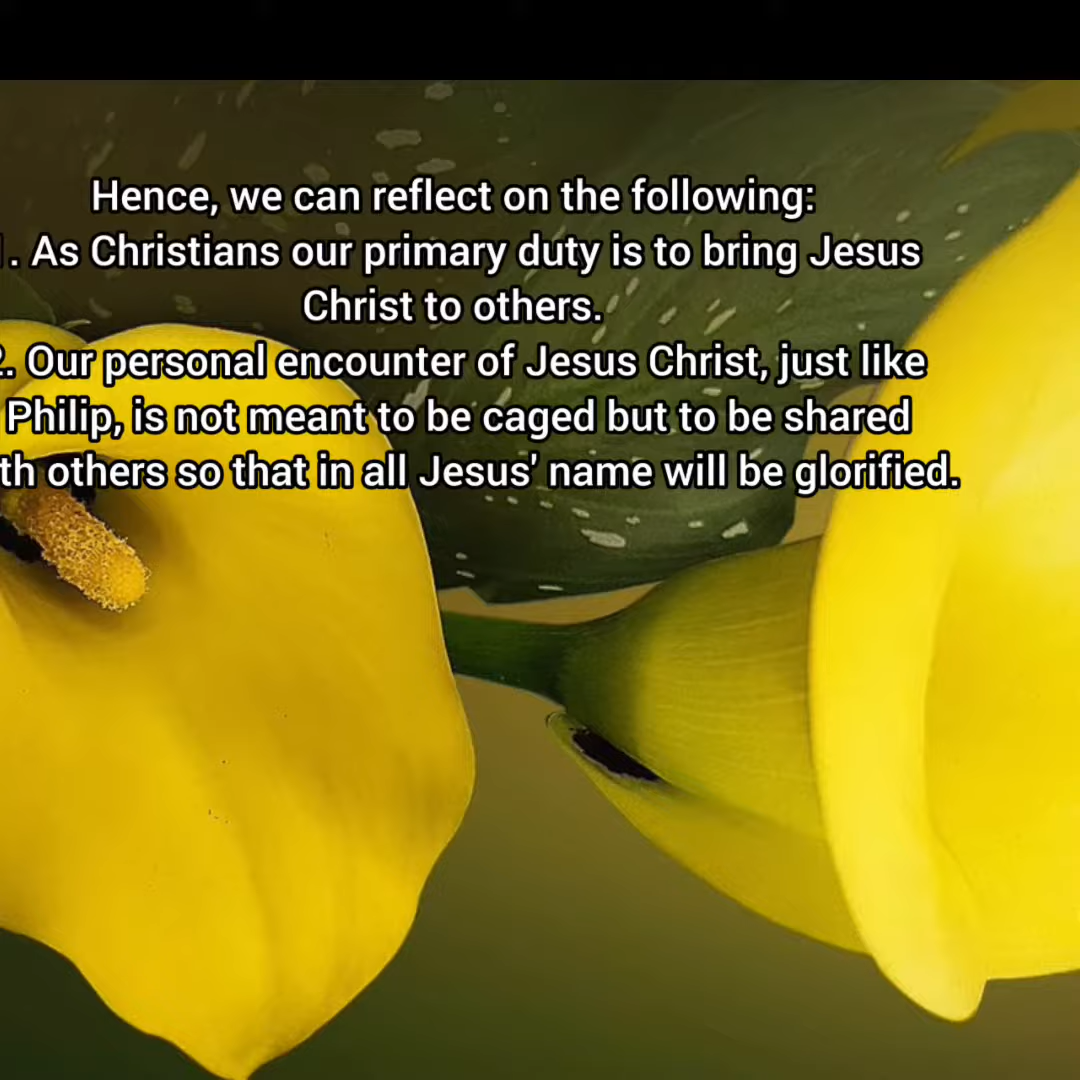 Hence, we can reflect on the following:
. As Christians our primary duty is to bring Jesus
Christ to others.
2. Our personal encounter of Jesus Christ, just like
Philip, is not meant to be caged but to be shared
th others so that in all Jesus' name will be glorified.